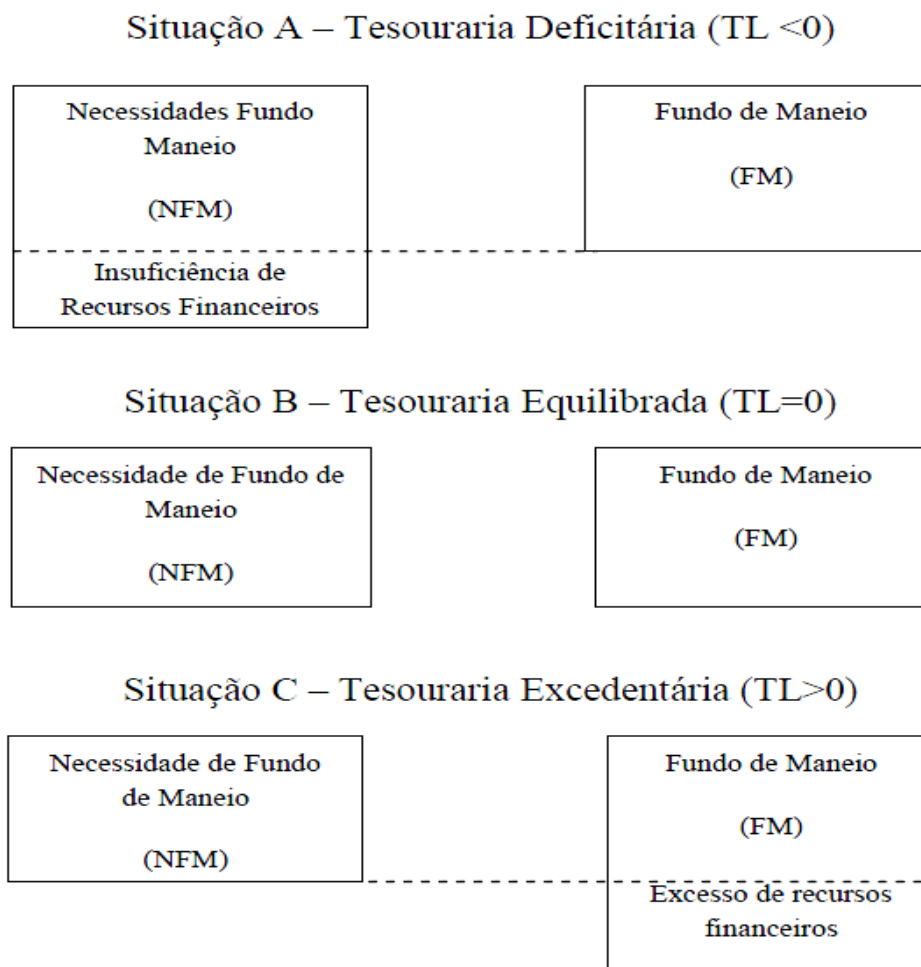 Situação A – Tesouraria Deficitária (TL <0)
Necessidades Fundo
Maneio
(NFM)
Insuficiência de
Recursos Financeiros
Fundo de Maneio
(FM)
Situação B – Tesouraria Equilibrada (TL=0)
Necessidade de Fundo de
Maneio
(NFM)
Fundo de Maneio
(FM)
Situação C – Tesouraria Excedentária (TL>0)
Necessidade de Fundo
de Maneio
(NFM)
Fundo de Maneio
(FM)
Excesso de recursos
financeiros